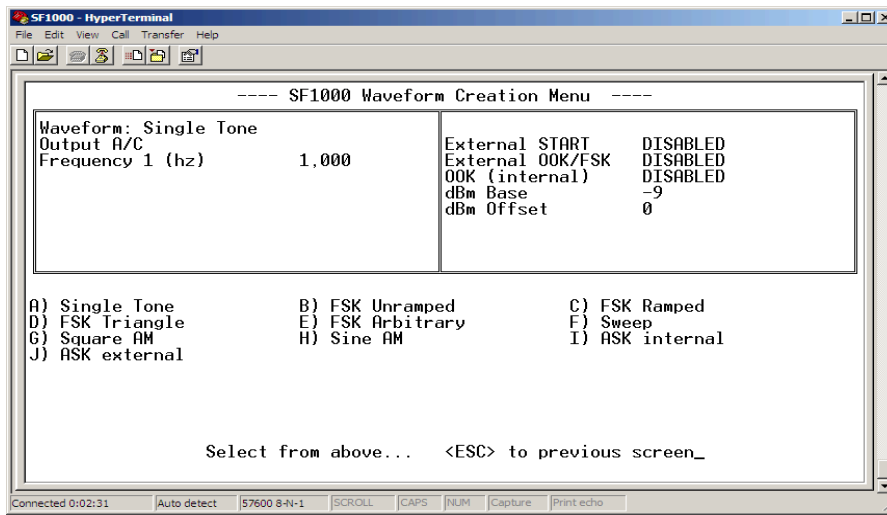 SF1000 - HyperTerminal
File Edit View Call Transfer Help
---- SF1000 Waveform Creation Menu ----
Waveform: Single Tone
Output A/C
Frequency 1 (hz) 1,000
External START DISABLED
External OOK/FSK DISABLED
OOK (internal) DISABLED
dBm Base -9
dBm Offset 0
A) Single Tone B) FSK Unramped C) FSK Ramped
D) FSK Triangle E) FSK Arbitrary F) Sweep
G) Square AM H) Sine AM I) ASK internal
J) ASK external
Select from above... <ESC> to previous screen_
Connected 0:02:31 Auto detect 57600 8-N-1 SCROLL CAPS NUM Capture Print echo